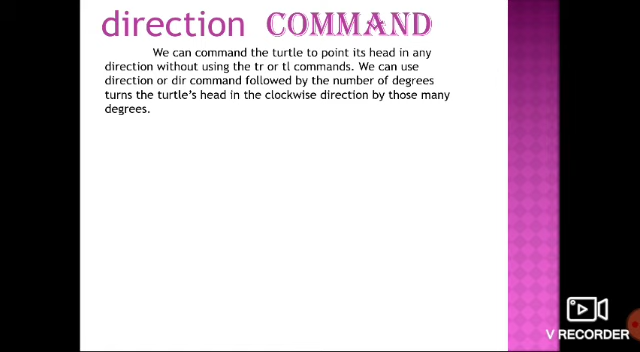 direction COMMAND
We can command the turtle to point its head in any
direction without using the tr or tl commands. We can use
direction or dir command followed by the number of degrees
turns the turtle's head in the clockwise direction by those many
degrees.
V RECORDER